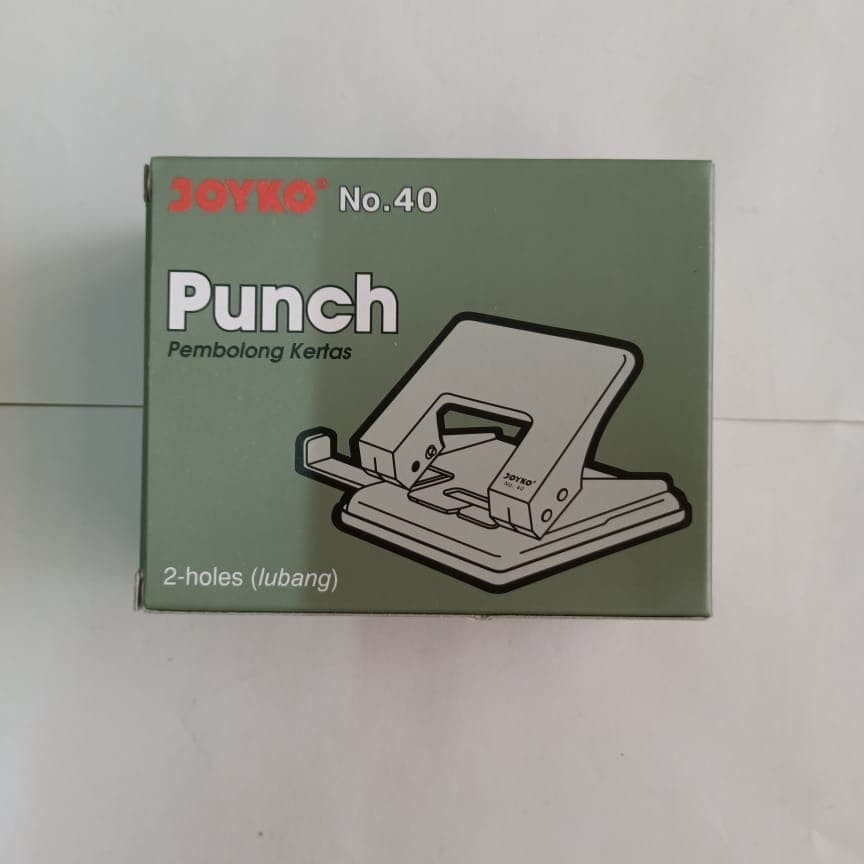 JOYKO® No.40
Punch
Pembolong Kertas
JOYKO®
No. 40
2-holes (lubang)